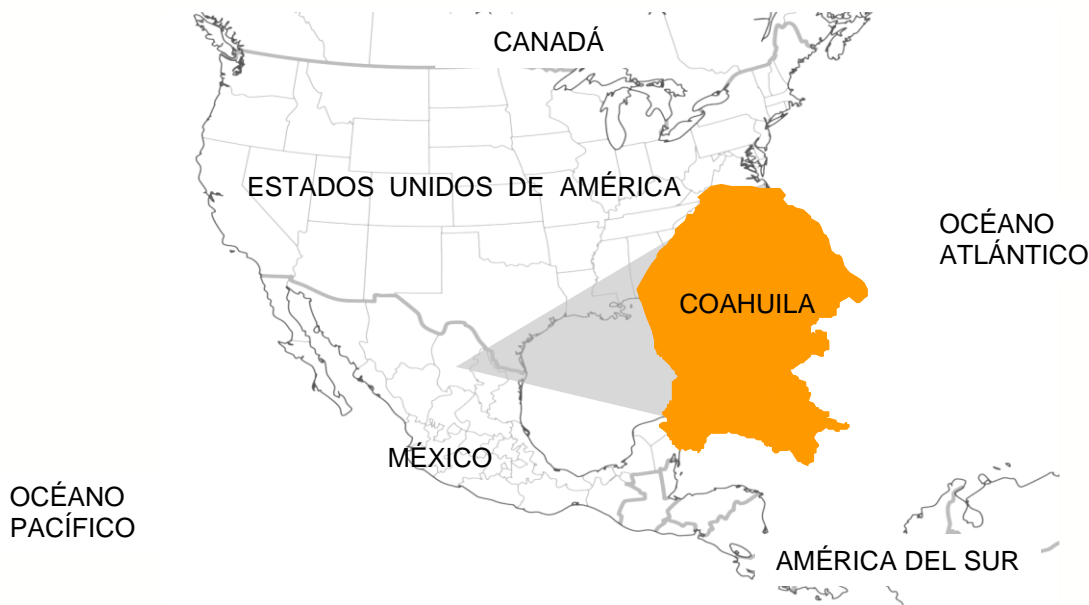 CANADÁ
ESTADOS UNIDOS DE AMÉRICA
OCÉANO
ATLÁNTICO
COAHUILA
MÉXICO
OCÉANO
PACÍFICO
AMÉRICA DEL SUR